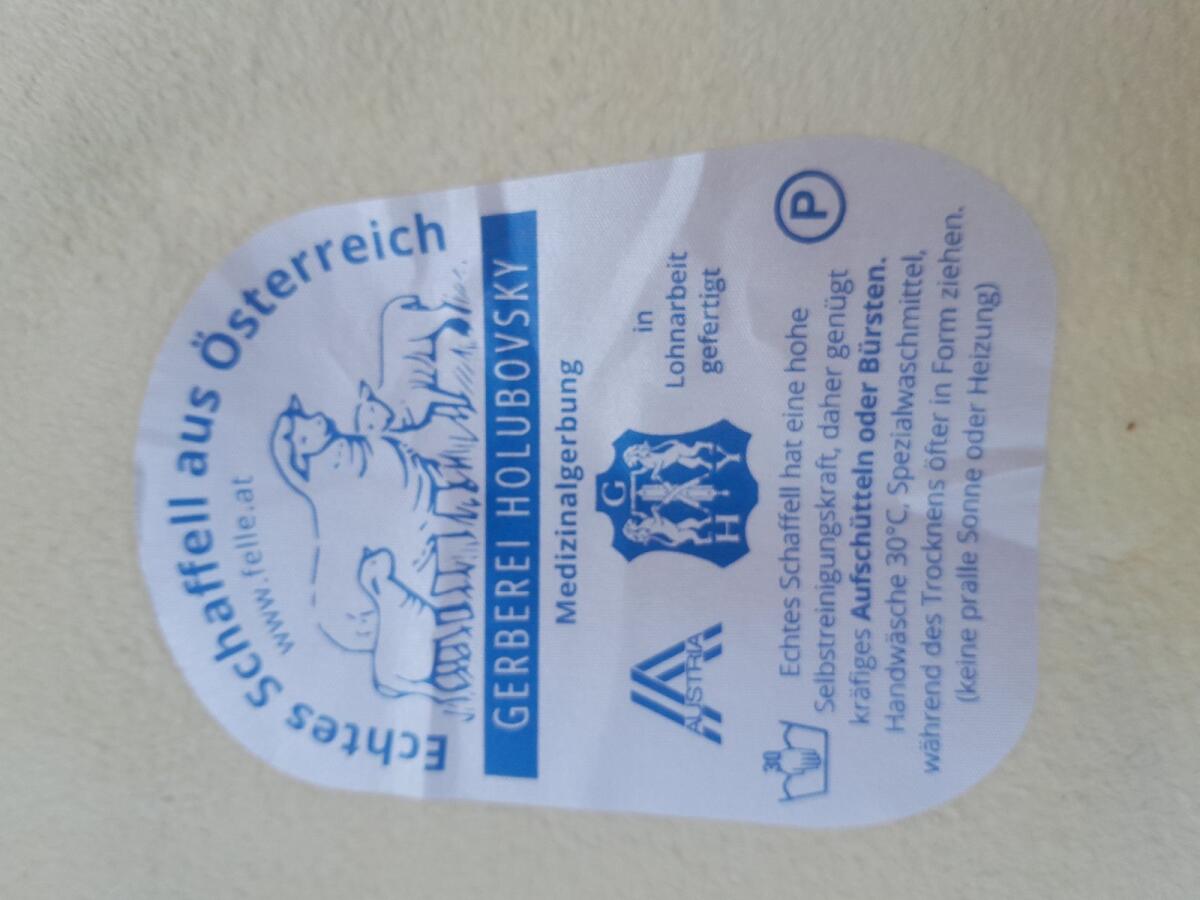 Echtes Schaffell aus Österreich
www.felle.at
GERBEREI HOLUBOVSKY
Medizinalgerbung
AUSTRIA
G
H Y
in
Lohnarbeit
gefertigt
30
P
Echtes Schaffell hat eine hohe
Selbstreinigungskraft, daher genügt
kräfiges Aufschütteln oder Bürsten.
Handwäsche 30°C, Spezialwaschmittel,
während des Trocknens öfter in Form ziehen.
(keine pralle Sonne oder Heizung)